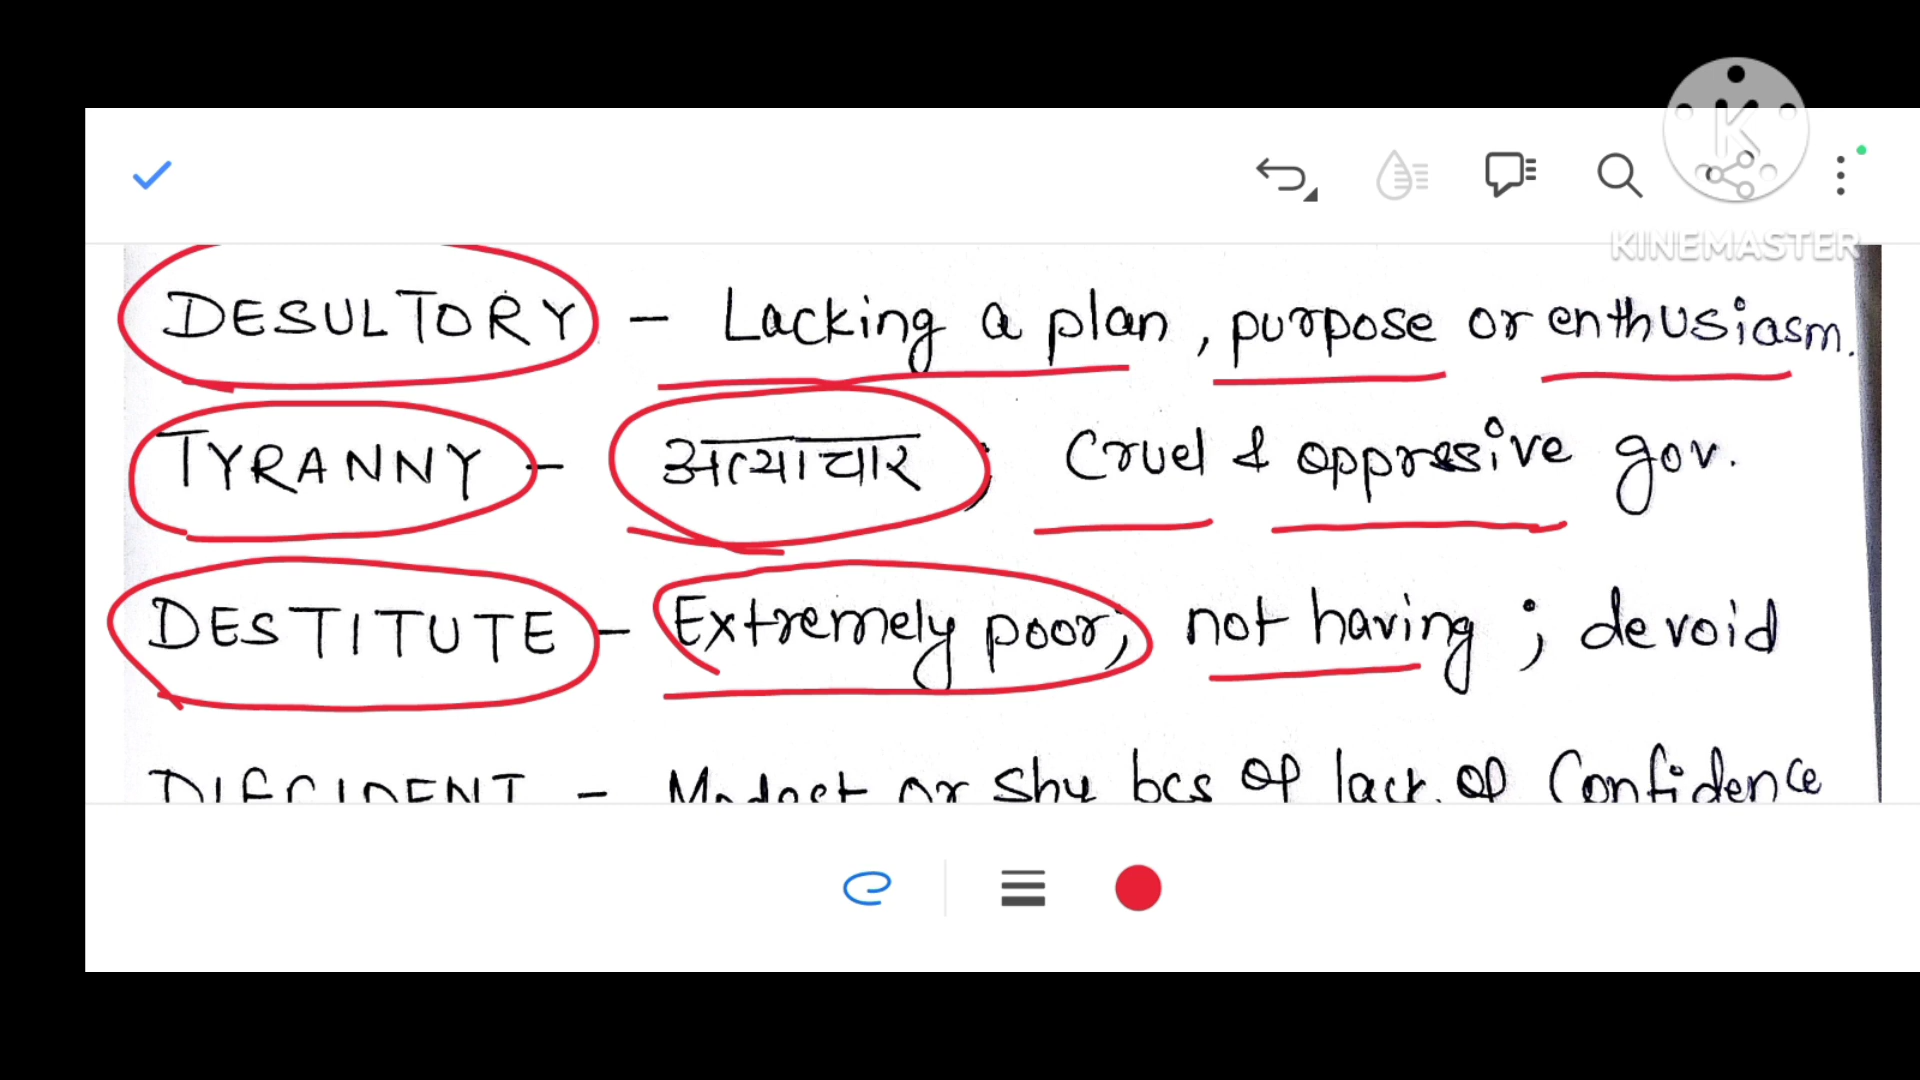 KINEMASTER
DESULTORY - Lacking a plan, purpose or enthusiasm.
TYRANNY - अत्याचार; Cruel & oppressive gov.
DESTITUTE - Extremely poor, not having; devoid
DIFFIDENT - Modest or shy bcs of lack of Confidence